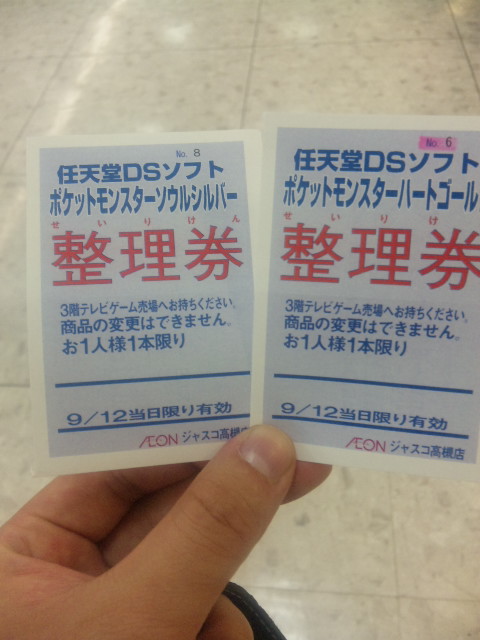 No. 8
任天堂DSソフト
ポケットモンスターソウルシルバー
せいりけん
整理券
3階テレビゲーム売場へお持ちください。
商品の変更はできません。
お1人様1本限り
9/12当日限り有効
ÆON ジャスコ高槻店
No. 6
任天堂DSソフト
ポケットモンスターハートゴール
せいりけ
整理券
3階テレビゲーム売場へお持ちください。
商品の変更はできません。
お1人様1本限り
9/12当日限り有効
ÆON ジャスコ高槻店